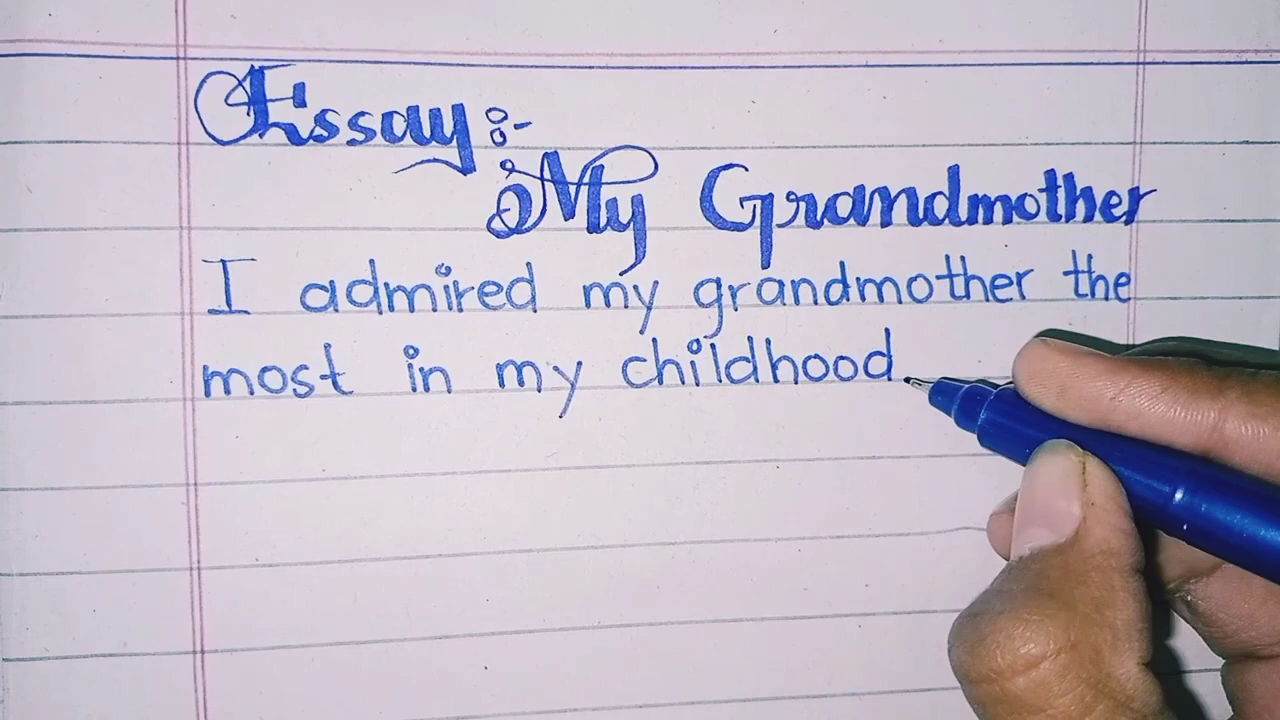 Essay :-
My Grandmother
I admired my grandmother the
most in my childhood.